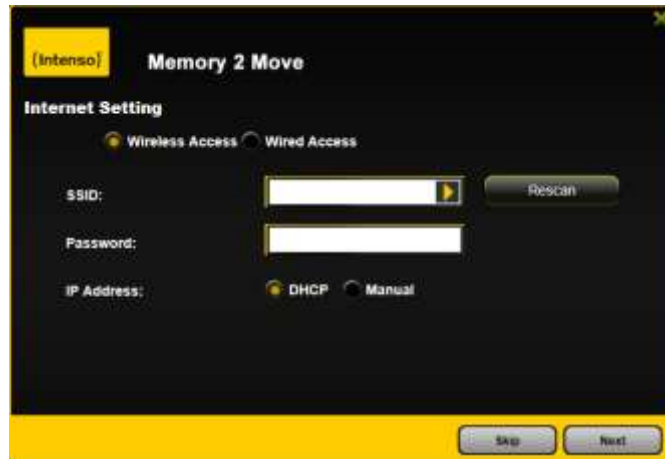 (intenso)
Memory 2 Move
Internet Setting
Wireless Access Wired Access
SSID: Rescan
Password:
IP Address: DHCP Manual
Skip Next